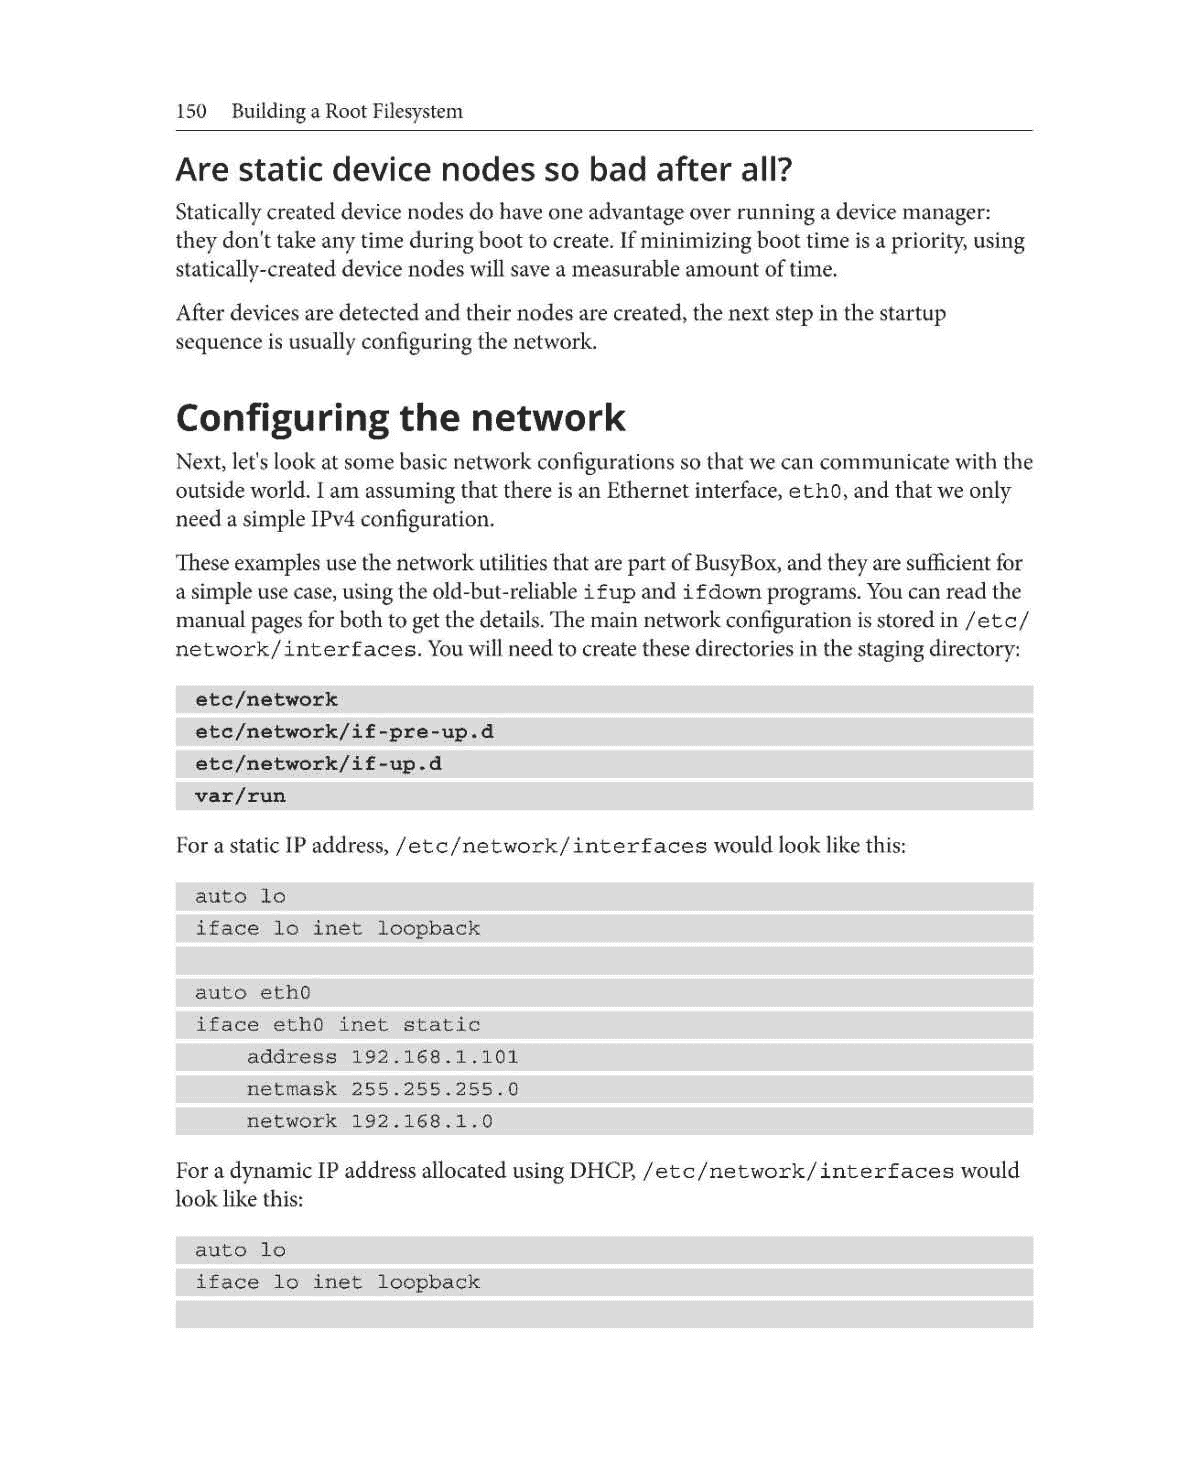 150 Building a Root Filesystem
Are static device nodes so bad after all?
Statically created device nodes do have one advantage over running a device manager:
they don't take any time during boot to create. If minimizing boot time is a priority, using
statically-created device nodes will save a measurable amount of time.
After devices are detected and their nodes are created, the next step in the startup
sequence is usually configuring the network.
Configuring the network
Next, let's look at some basic network configurations so that we can communicate with the
outside world. I am assuming that there is an Ethernet interface, eth0, and that we only
need a simple IPv4 configuration.
These examples use the network utilities that are part of BusyBox, and they are sufficient for
a simple use case, using the old-but-reliable ifup and ifdown programs. You can read the
manual pages for both to get the details. The main network configuration is stored in /etc/
network/interfaces. You will need to create these directories in the staging directory:
etc/network
etc/network/if-pre-up.d
etc/network/if-up.d
var/run
For a static IP address, /etc/network/interfaces would look like this:
auto lo
iface lo inet loopback
auto eth0
iface eth0 inet static
    address 192.168.1.101
    netmask 255.255.255.0
    network 192.168.1.0
For a dynamic IP address allocated using DHCP, /etc/network/interfaces would
look like this:
auto lo
iface lo inet loopback